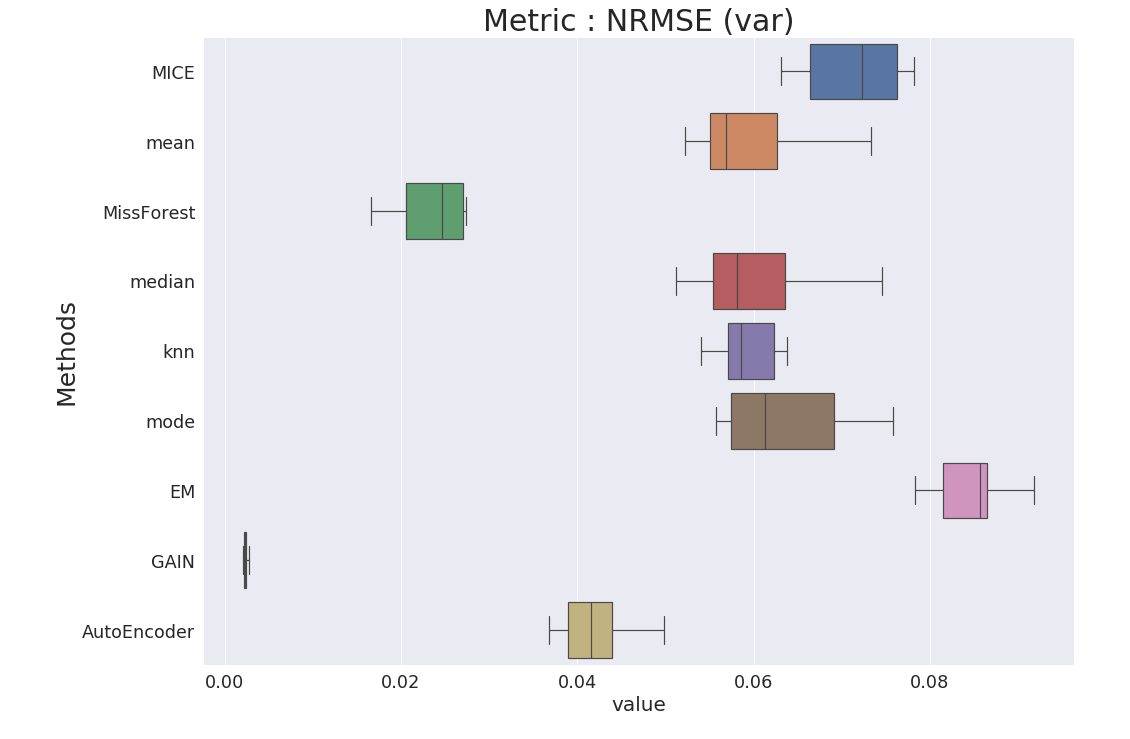 Metric : NRMSE (var)
MICE
mean
MissForest
median
knn
mode
EM
GAIN
AutoEncoder
Methods
0.00 0.02 0.04 0.06 0.08
value